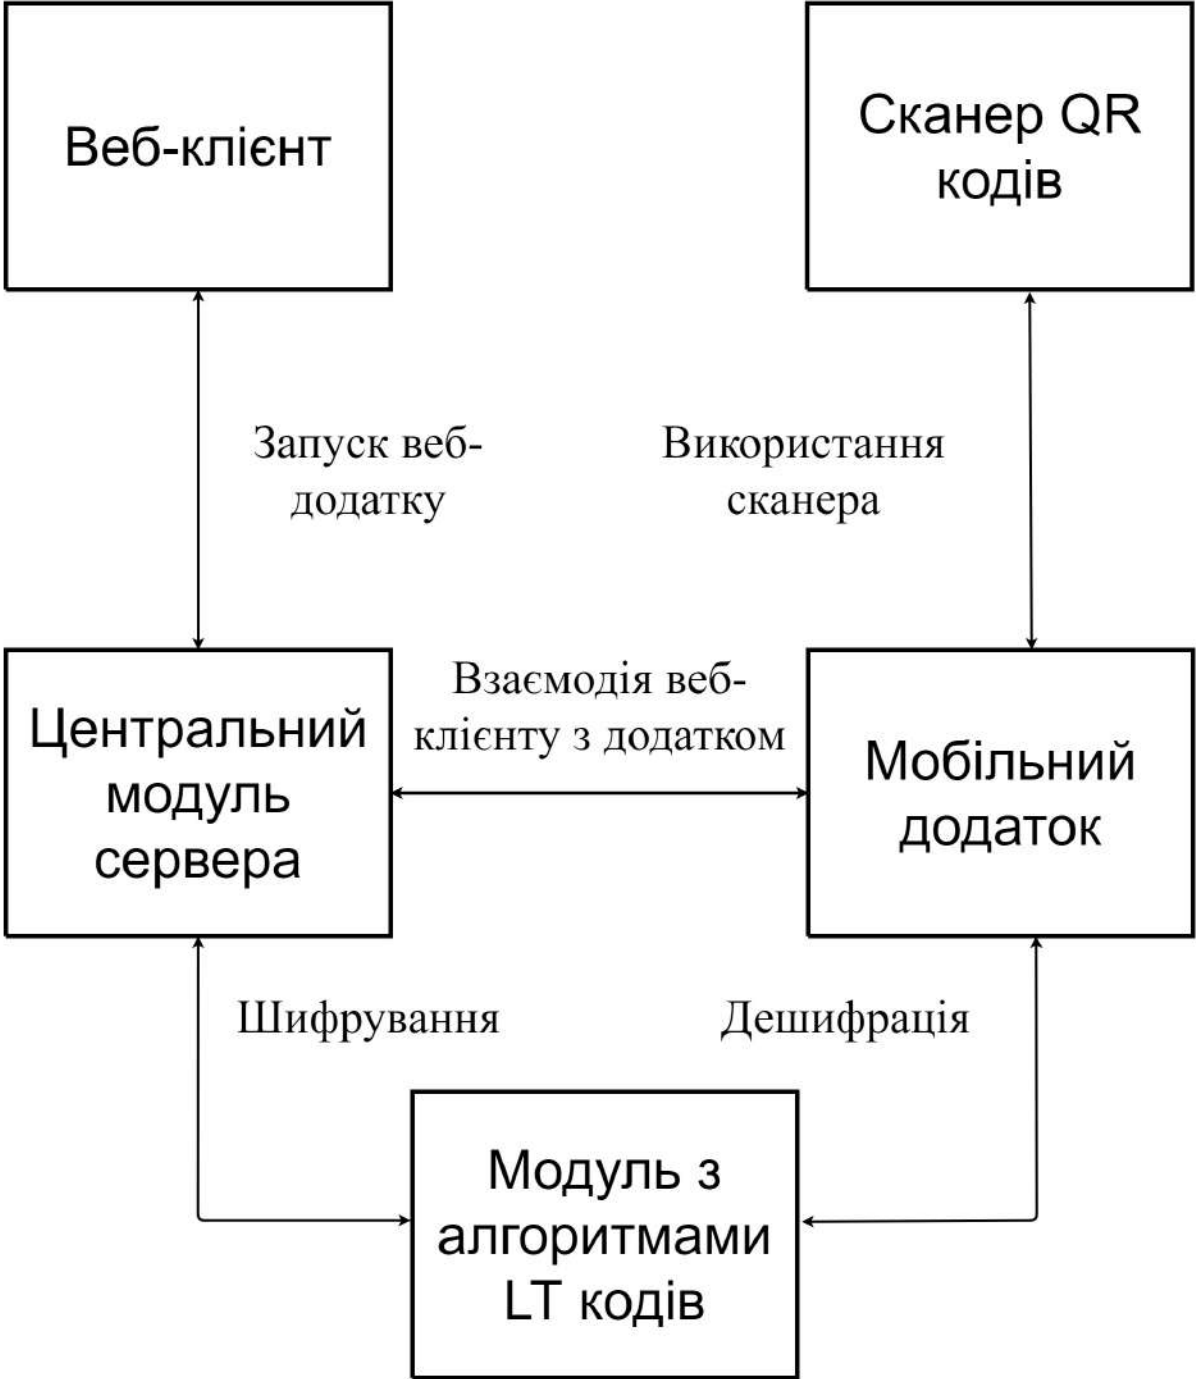 Веб-клієнт
Сканер QR
кодів
Запуск веб-
додатку
Використання
сканера
Центральний
модуль
сервера
Взаємодія веб-
клієнту з додатком
Мобільний
додаток
Шифрування
Дешифрація
Модуль з
алгоритмами
LT кодів